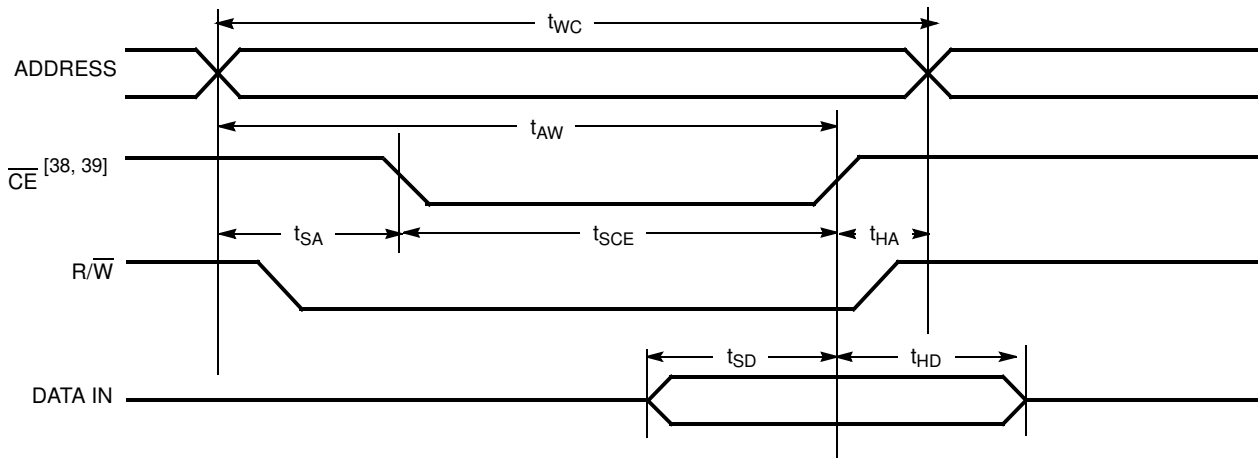 tWC
ADDRESS
tAW
CE [38, 39]
tSA
tSCE
tHA
R/W
tSD
tHD
DATA IN